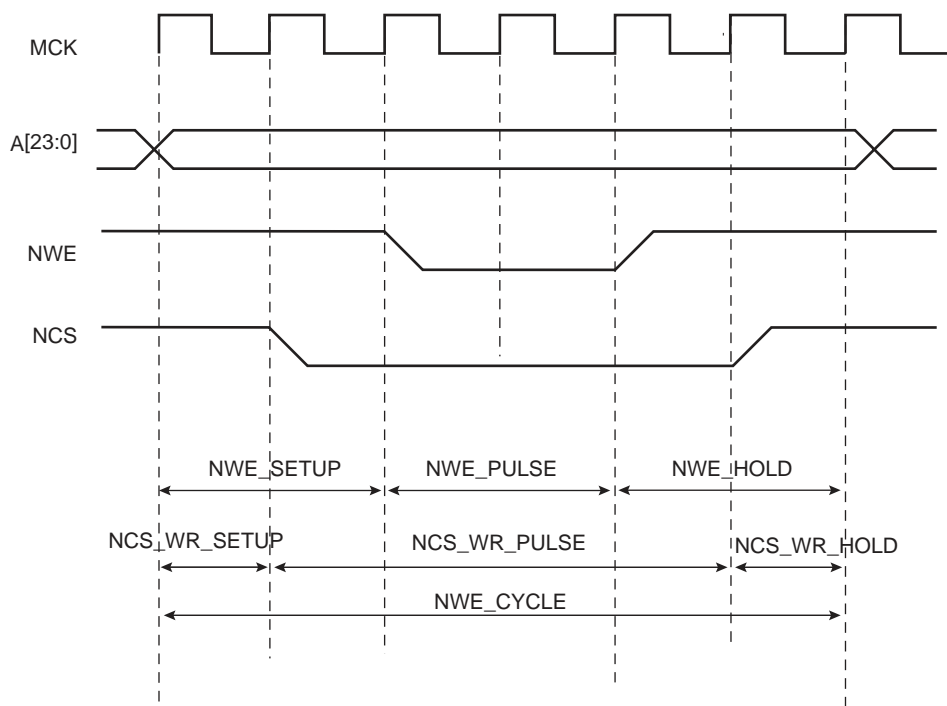 MCK
A[23:0]
NWE
NCS
NWE_SETUP NWE_PULSE NWE_HOLD
NCS_WR_SETUP NCS_WR_PULSE NCS_WR_HOLD
NWE_CYCLE